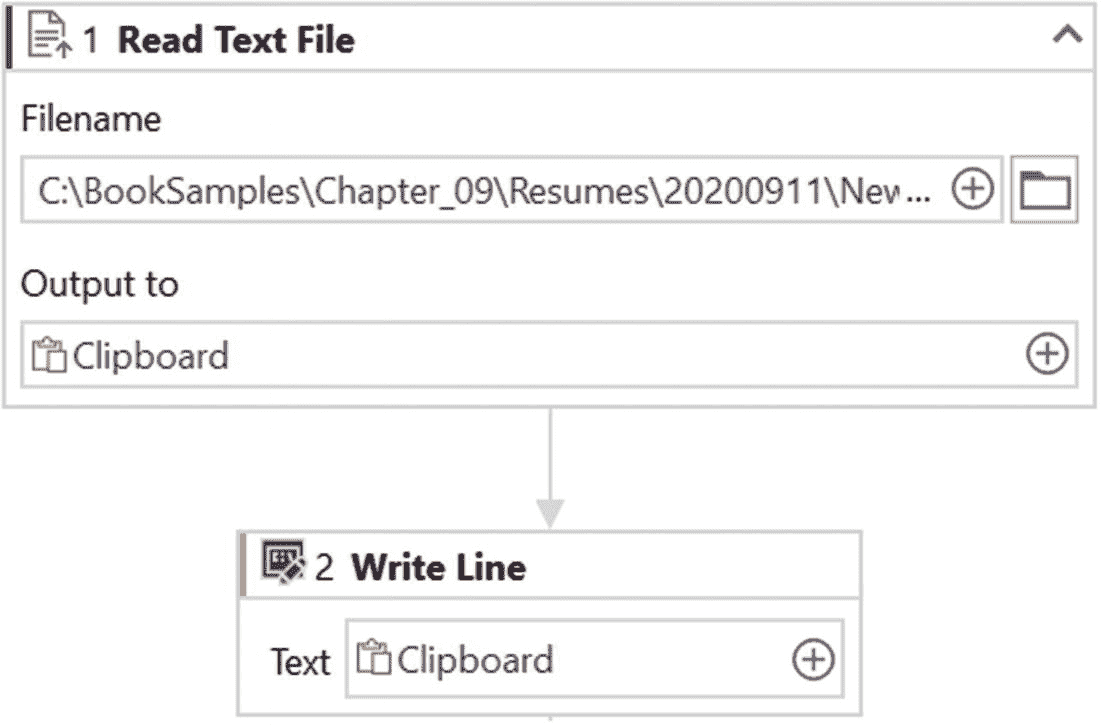 1 Read Text File
Filename
C:\BookSamples\Chapter_09\Resumes\20200911\New...
Output to
Clipboard
2 Write Line
Text Clipboard